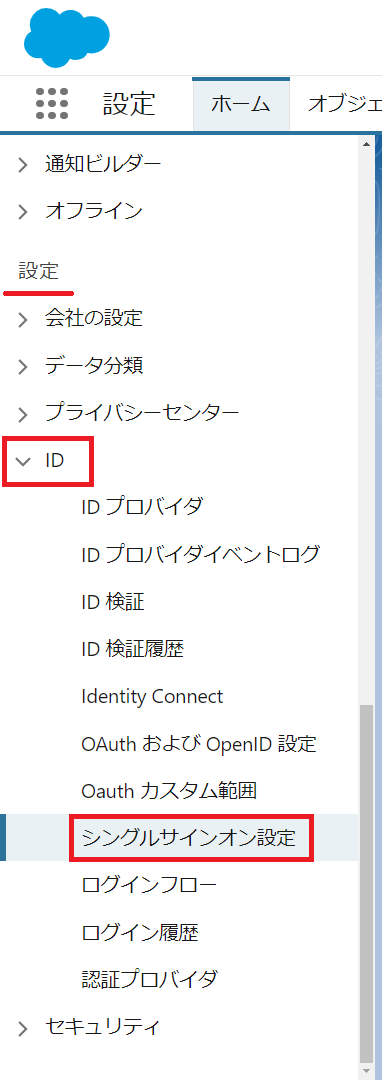 設定 ホーム オブジェ
通知ビルダー
オフライン
設定
会社の設定
データ分類
プライバシーセンター
ID
ID プロバイダ
ID プロバイダイベントログ
ID 検証
ID 検証履歴
Identity Connect
OAuth および OpenID 設定
Oauth カスタム範囲
シングルサインオン設定
ログインフロー
ログイン履歴
認証プロバイダ
セキュリティ